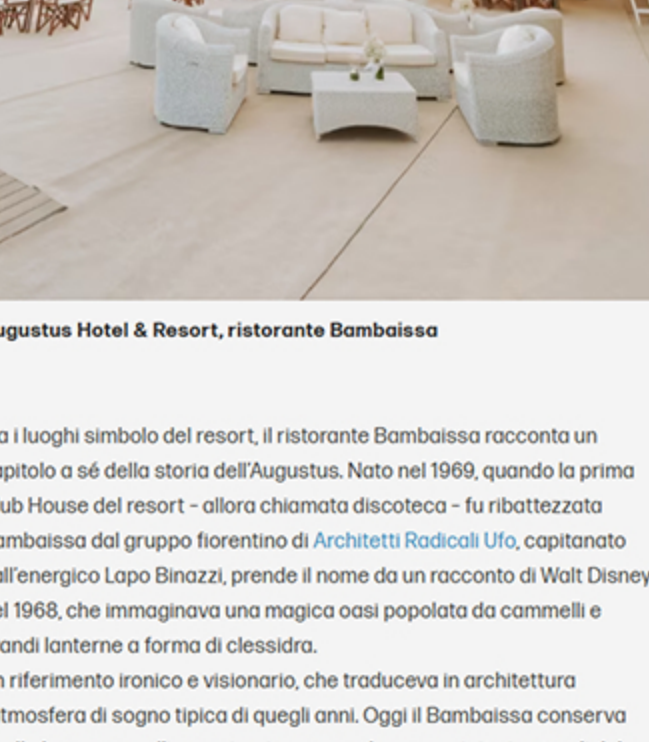 ugustus Hotel & Resort, ristorante Bambaissa
a i luoghi simbolo del resort, il ristorante Bambaissa racconta un
apitolo a sé della storia dell'Augustus. Nato nel 1969, quando la prima
ub House del resort – allora chiamata discoteca – fu ribattezzata
ambaissa dal gruppo fiorentino di Architetti Radicali Ufo, capitanato
all'energico Lapo Binazzi, prende il nome da un racconto di Walt Disney
el 1968, che immaginava una magica oasi popolata da cammelli e
andi lanterne a forma di clessidra.
n riferimento ironico e visionario, che traduceva in architettura
tmosfera di sogno tipica di quegli anni. Oggi il Bambaissa conserva